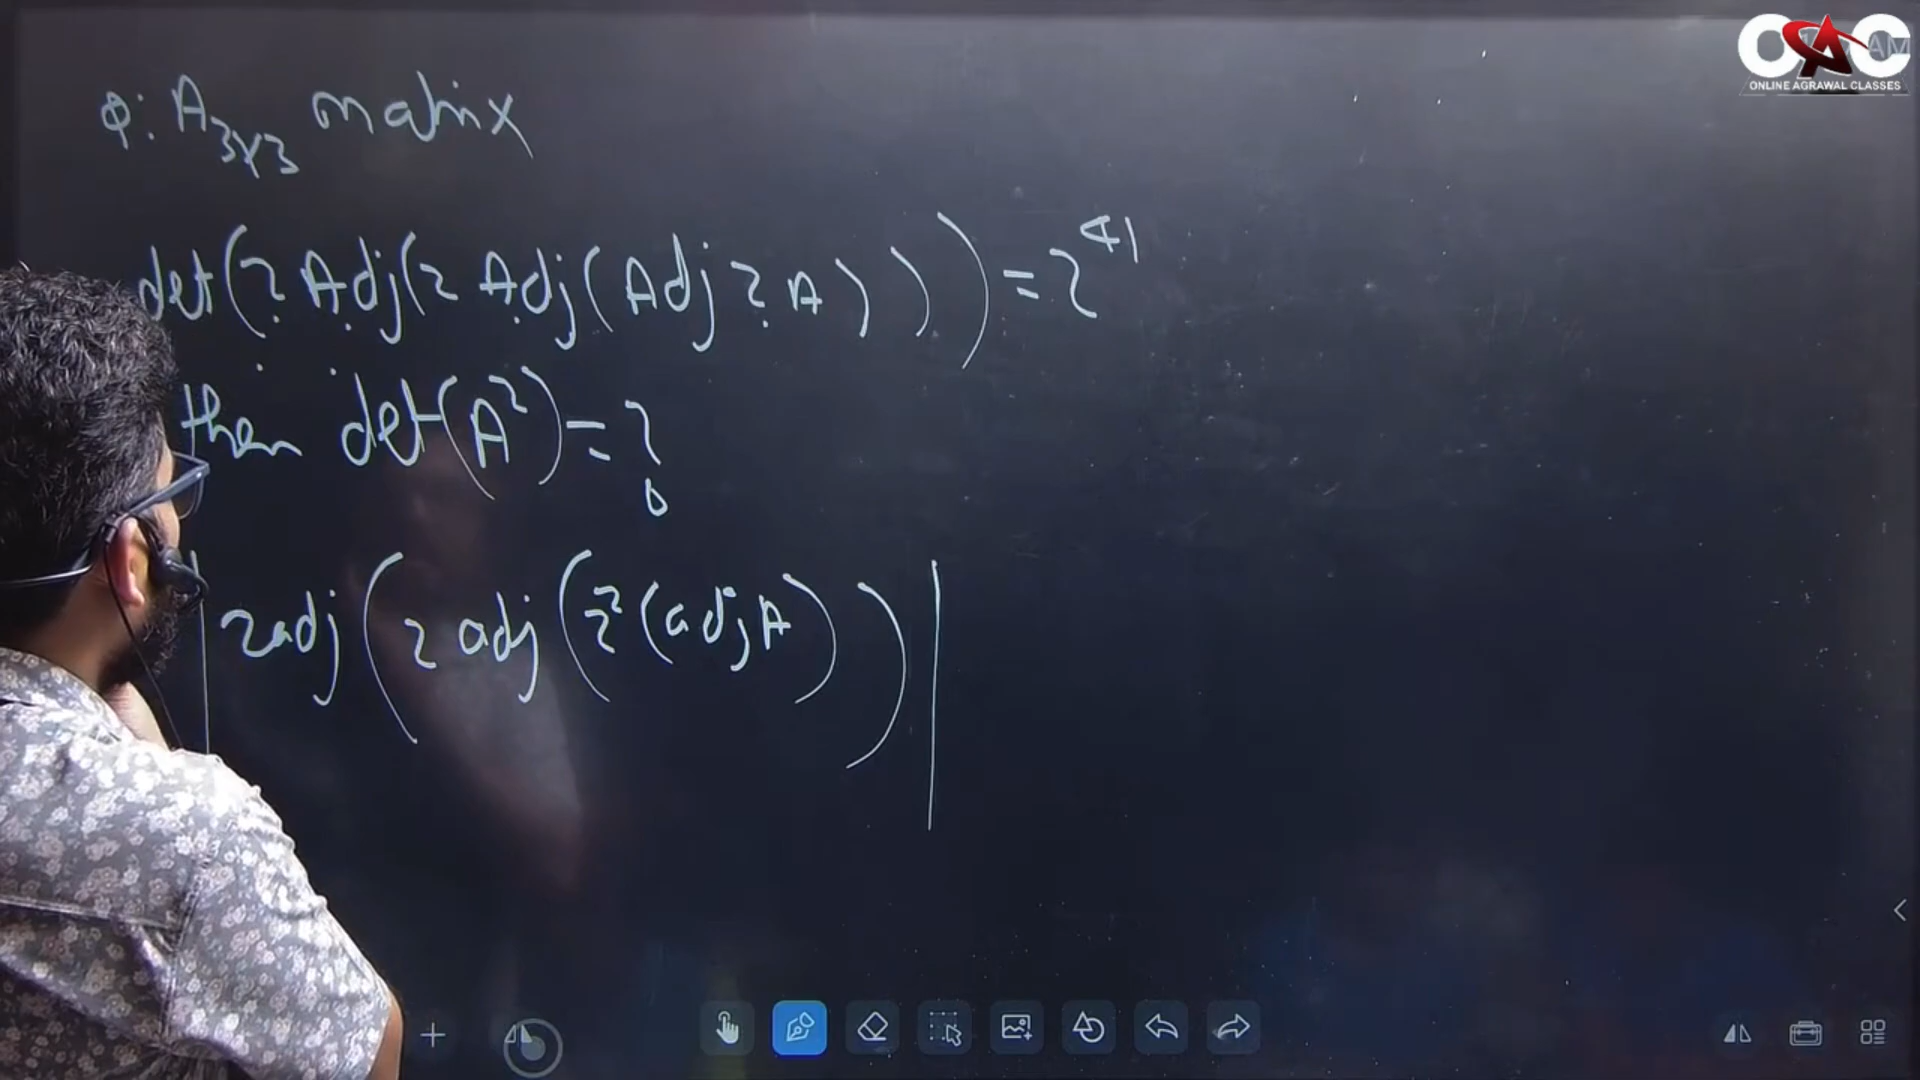 OAC
ONLINE AGRAWAL CLASSES
Q: A3x3 matrix
det(2 Adj(2 Adj(Adj 2A))) = 2^41
then det(A^2) = ?
| 2adj(2 adj(2^2(adjA)) |